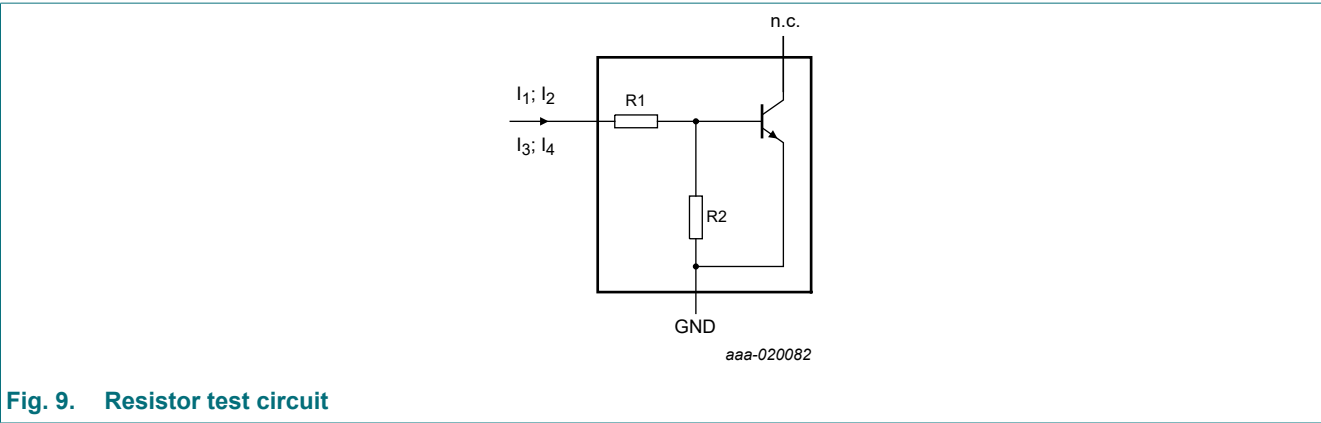 n.c.
I1; I2
R1
I3; I4
R2
GND
aaa-020082
Fig. 9. Resistor test circuit